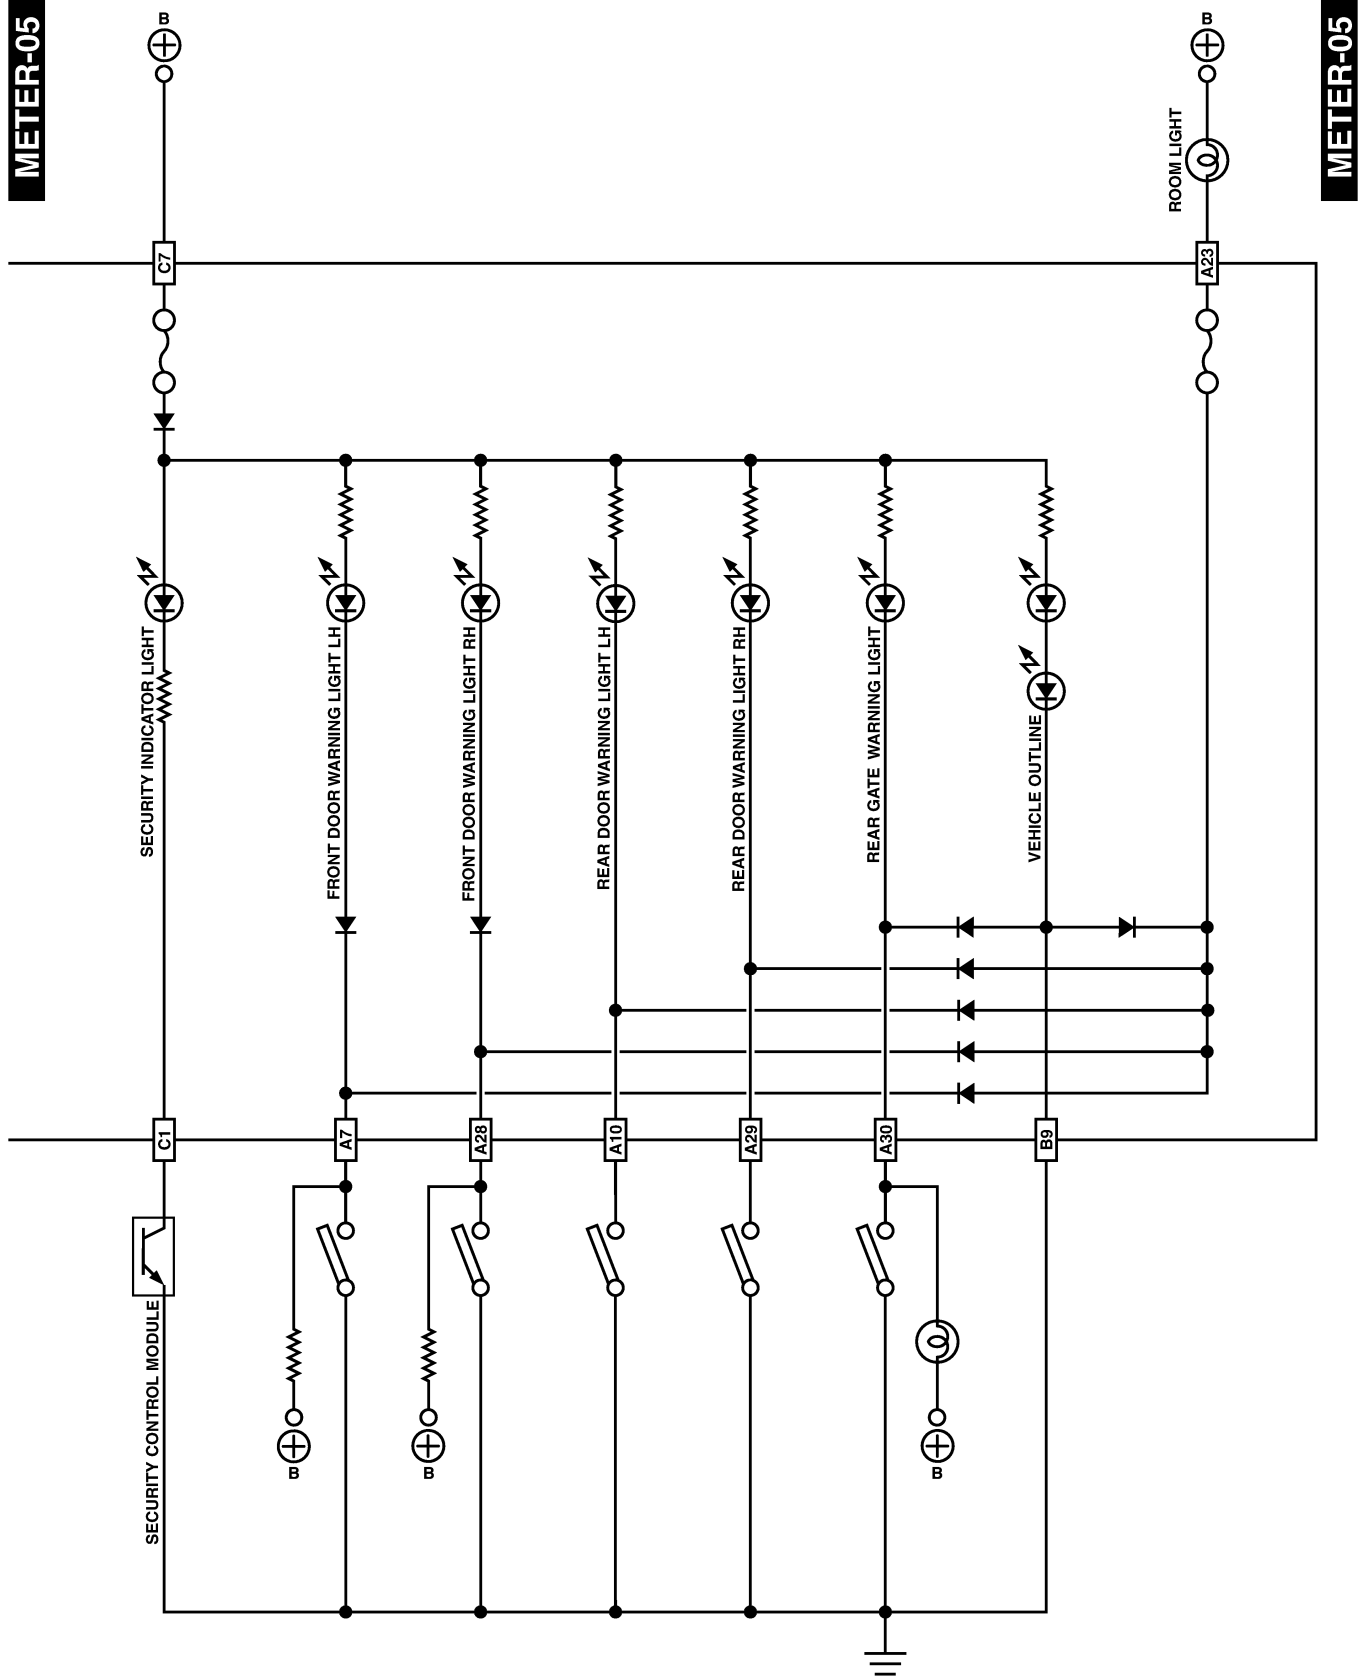 METER-05
METER-05
B
B
ROOM LIGHT
C7
A23
SECURITY INDICATOR LIGHT
FRONT DOOR WARNING LIGHT LH
FRONT DOOR WARNING LIGHT RH
REAR DOOR WARNING LIGHT LH
REAR DOOR WARNING LIGHT RH
REAR GATE WARNING LIGHT
VEHICLE OUTLINE
C1
A7
A28
A10
A29
A30
B9
SECURITY CONTROL MODULE
B
B
B